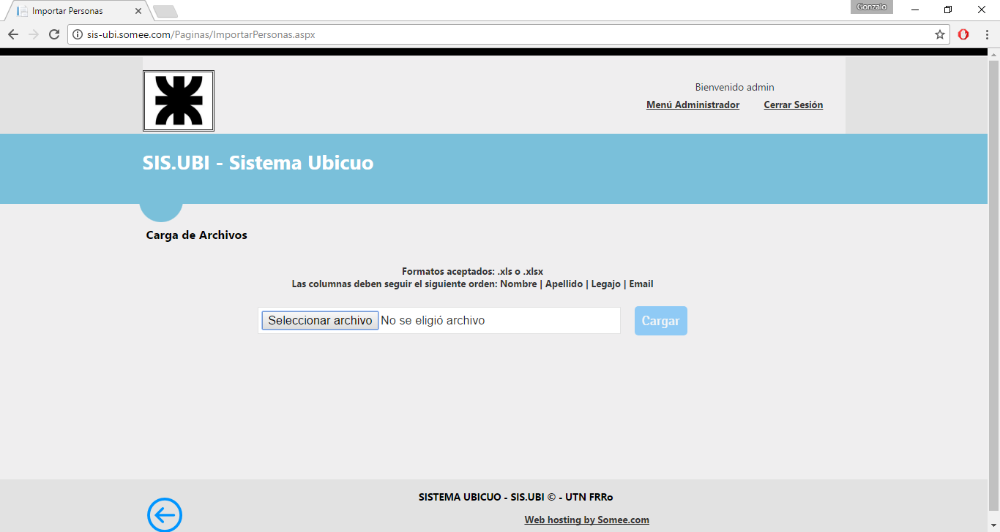 Importar Personas
Gonzalo
sis-ubi.somee.com/Paginas/ImportarPersonas.aspx
Bienvenido admin
Menú Administrador Cerrar Sesión
SIS.UBI - Sistema Ubicuo
Carga de Archivos
Formatos aceptados: .xls o .xlsx
Las columnas deben seguir el siguiente orden: Nombre | Apellido | Legajo | Email
Seleccionar archivo No se eligió archivo Cargar
SISTEMA UBICUO - SIS.UBI © - UTN FRRo
Web hosting by Somee.com